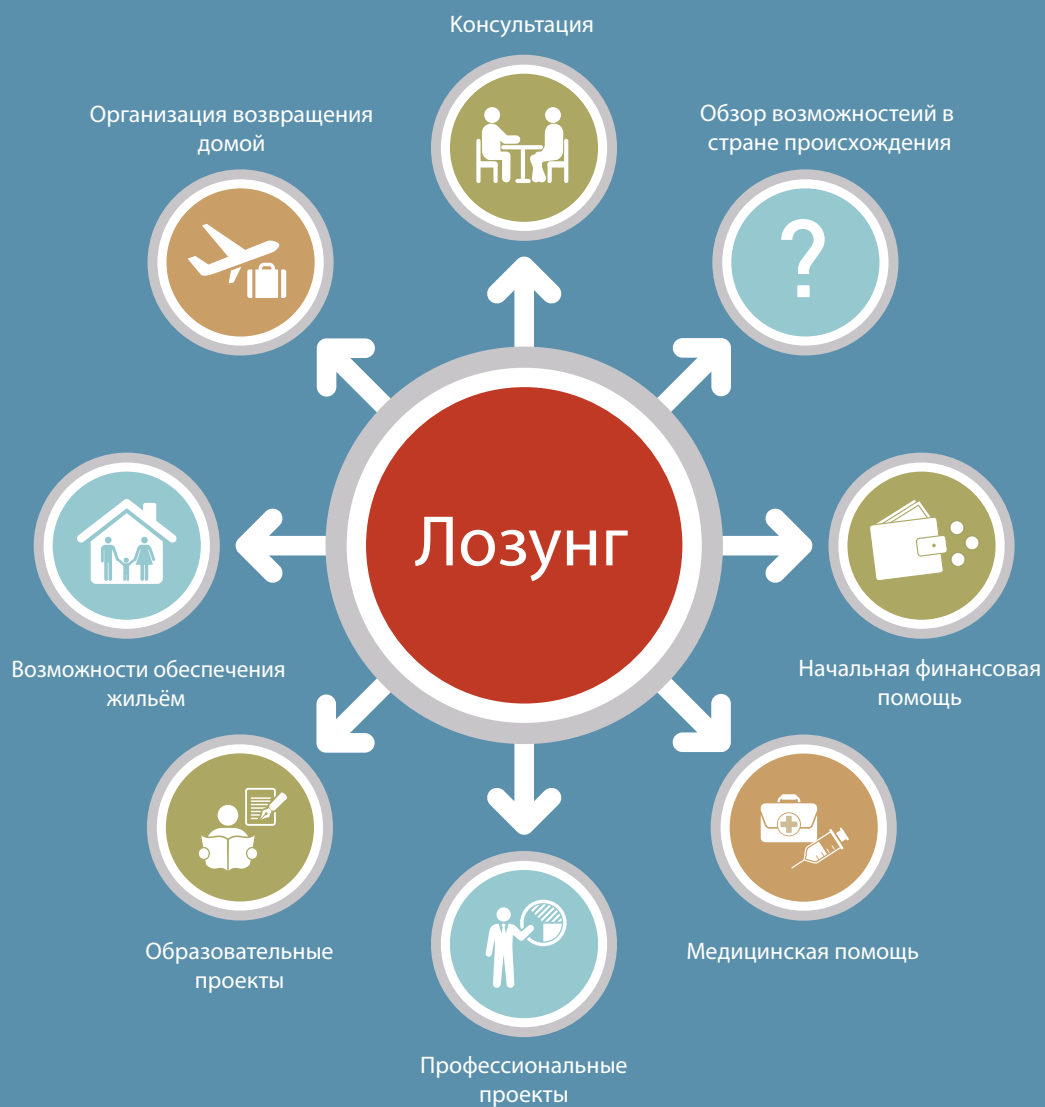 Консультация
Организация возвращения
домой
Обзор возможностеий в
стране происхождения
Лозунг
Возможности обеспечения
жильём
Начальная финансовая
помощь
Образовательные
проекты
Медицинская помощь
Профессиональные
проекты